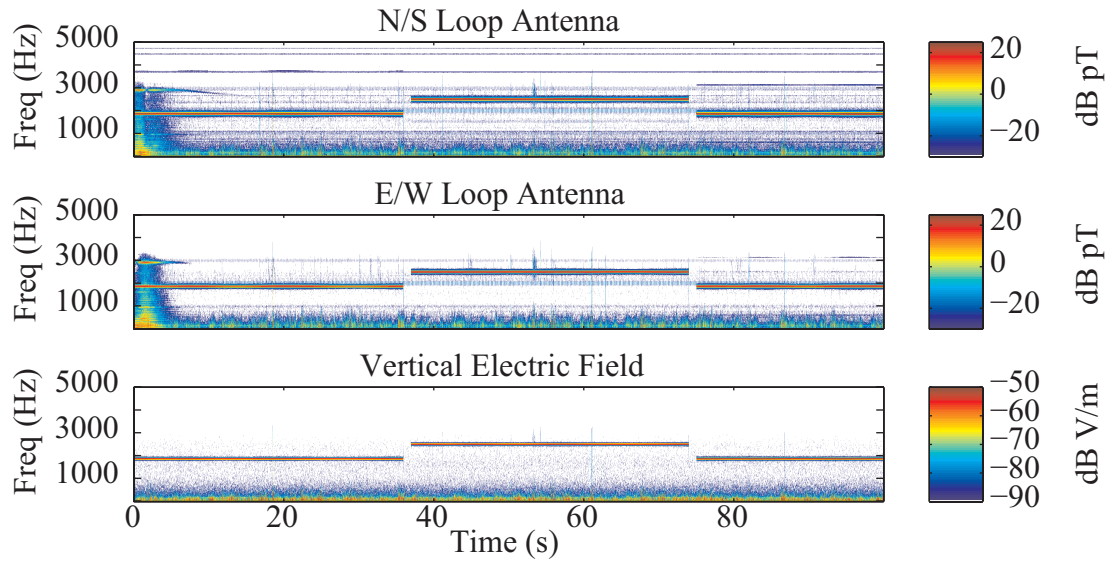 N/S Loop Antenna
5000
3000
1000
Freq (Hz)
20
0
−20
dB pT
E/W Loop Antenna
5000
3000
1000
Freq (Hz)
20
0
−20
dB pT
Vertical Electric Field
5000
3000
1000
Freq (Hz)
−50
−60
−70
−80
−90
dB V/m
0 20 40 60 80
Time (s)